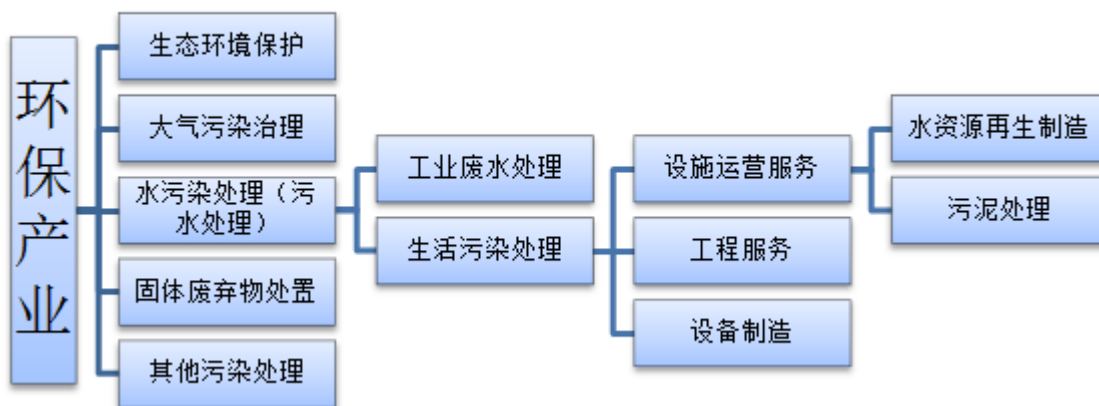 环保产业
生态环境保护
大气污染治理
水污染处理（污
水处理）
固体废弃物处置
其他污染处理
工业废水处理
生活污染处理
设施运营服务
工程服务
设备制造
水资源再生制造
污泥处理